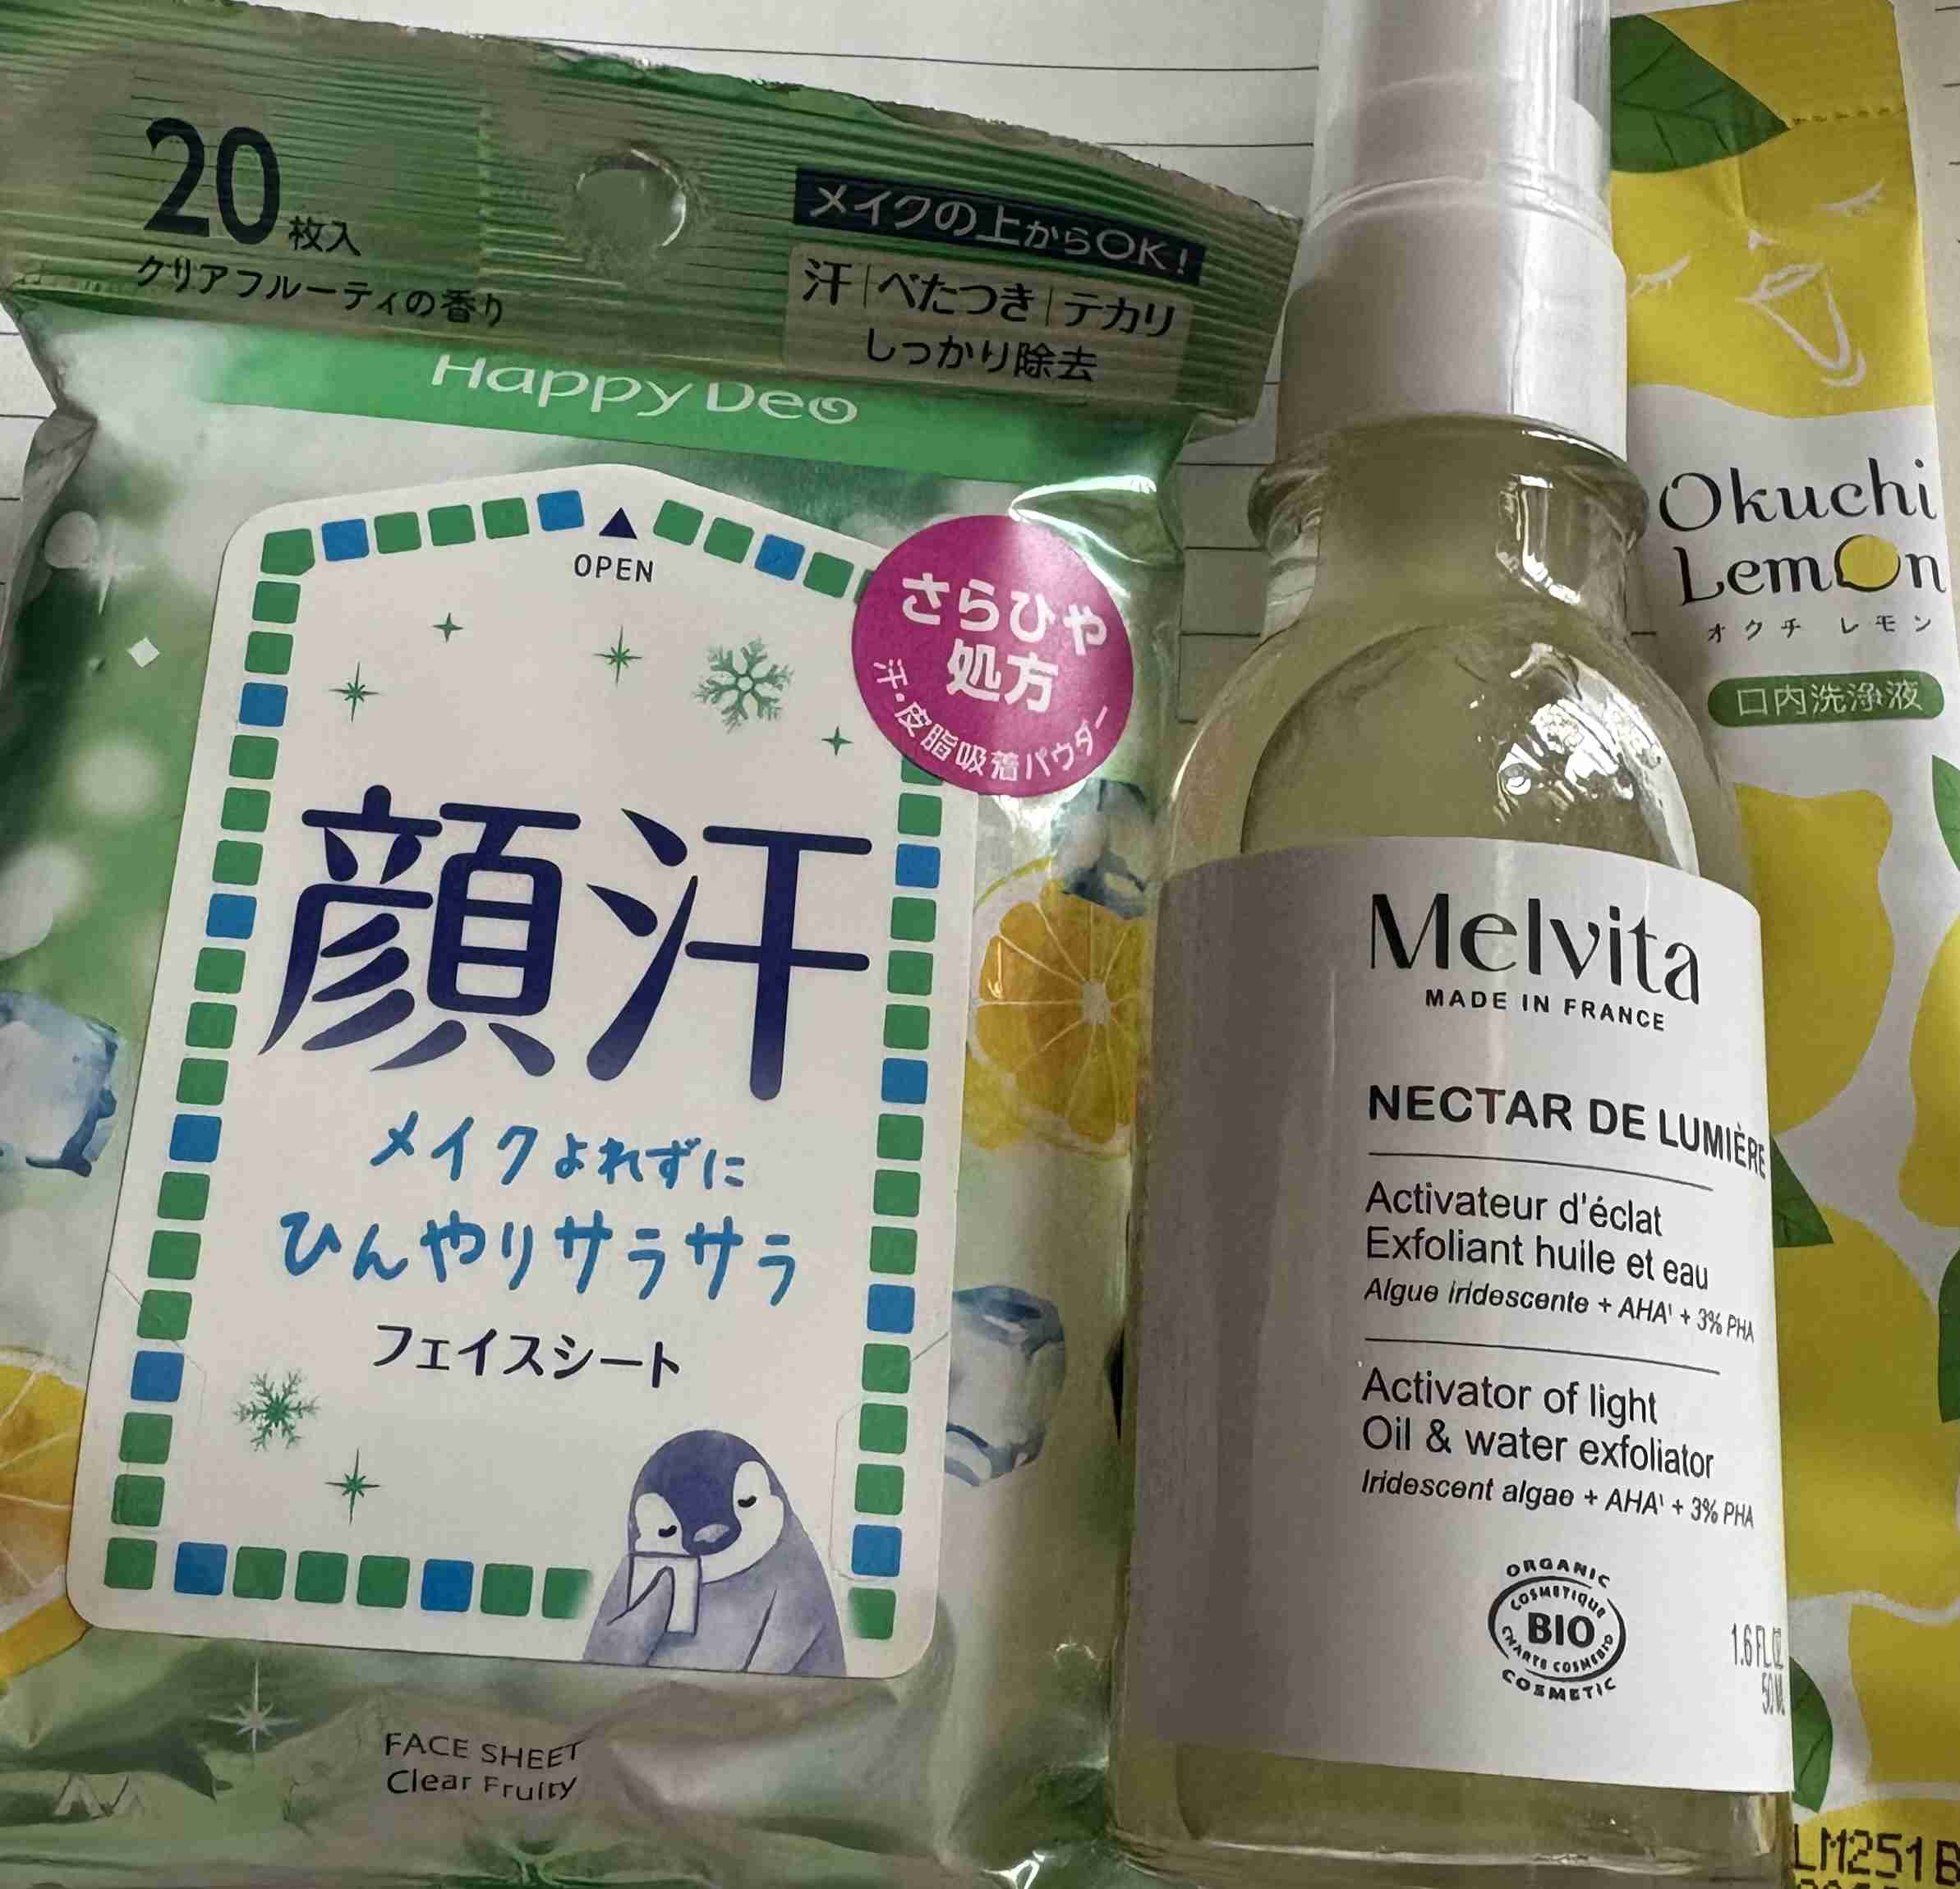 20枚入
クリアフルーティの香り
メイクの上からOK!
汗|べたつき|テカリ
しっかり除去
Happy Deo
OPEN
さらひや
処方
汗・皮脂吸着パウダー
顔汗
メイクよれずに
ひんやりサラサラ
フェイスシート
FACE SHEET
Clear Fruity
Melvita
MADE IN FRANCE
NECTAR DE LUMIÈRE
Activateur d'éclat
Exfoliant huile et eau
Algue iridescente + AHA¹ + 3% PHA
Activator of light
Oil & water exfoliator
Iridescent algae + AHA¹ + 3% PHA
ORGANIC
COSMETIQUE
BIO
CHARTE COSMEBIO
COSMETIC
1.6 FL.OZ
50 ML
Okuchi
Lemon
オクチ レモン
口内洗浄液